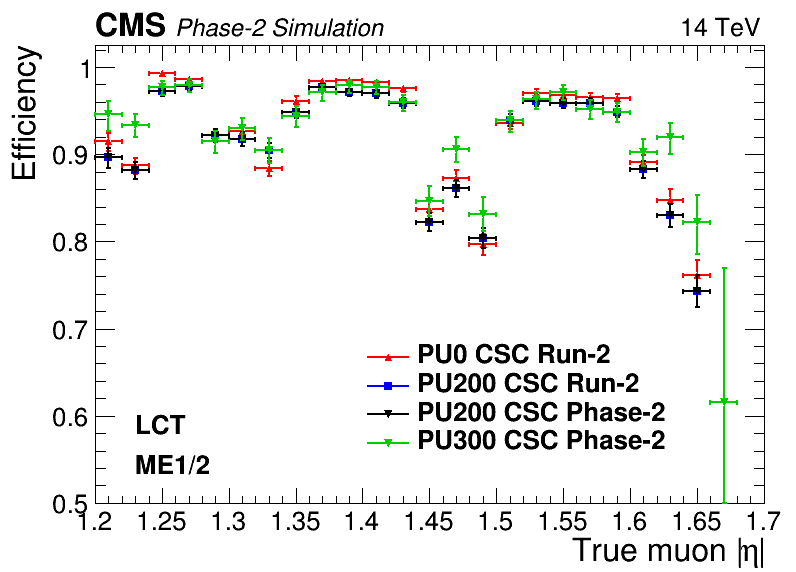 CMS Phase-2 Simulation 14 TeV
Efficiency
1
0.9
0.8
0.7
0.6
0.5
PU0 CSC Run-2
PU200 CSC Run-2
PU200 CSC Phase-2
PU300 CSC Phase-2
LCT
ME1/2
1.2 1.25 1.3 1.35 1.4 1.45 1.5 1.55 1.6 1.65 1.7
True muon |η|